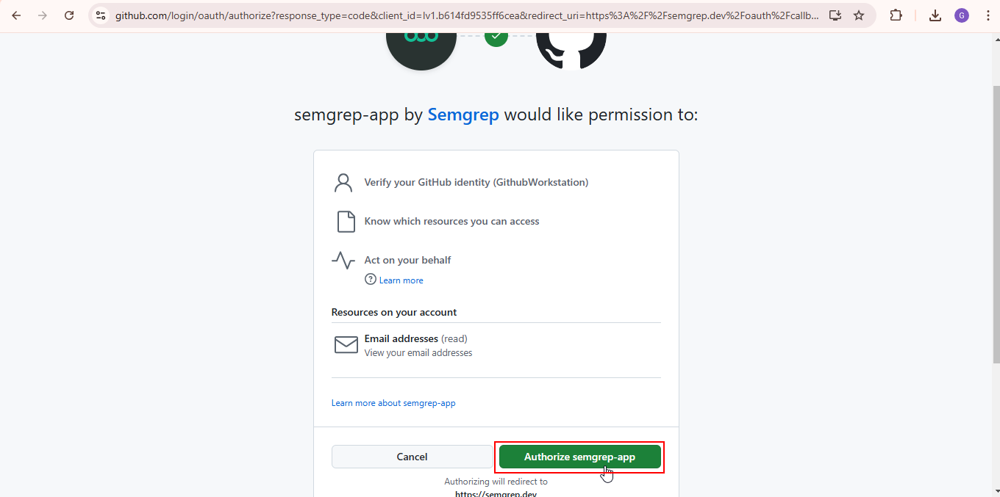 github.com/login/oauth/authorize?response_type=code&client_id=Iv1.b614fd9535ff6cea&redirect_uri=https%3A%2F%2Fsemgrep.dev%2Foauth%2Fcallb...
G
semgrep-app by Semgrep would like permission to:
Verify your GitHub identity (GithubWorkstation)
Know which resources you can access
Act on your behalf
? Learn more
Resources on your account
Email addresses (read)
View your email addresses
Learn more about semgrep-app
Cancel
Authorize semgrep-app
Authorizing will redirect to
https://semgrep.dev